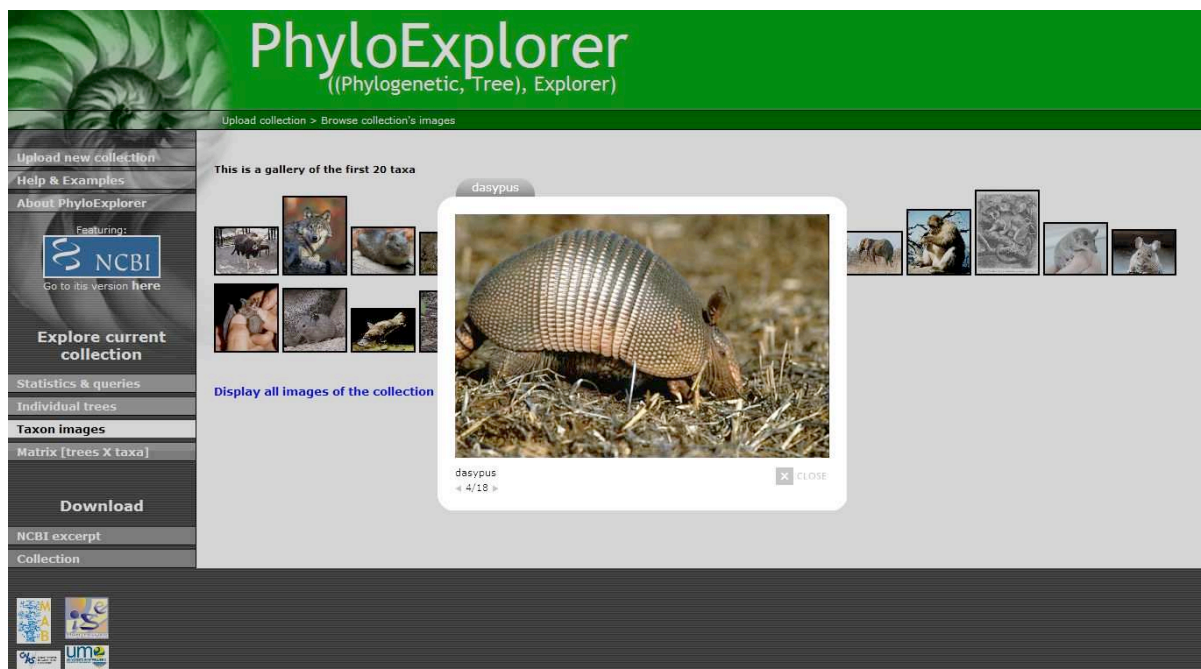 PhyloExplorer
((Phylogenetic, Tree), Explorer)
Upload collection > Browse collection's images
Upload new collection
Help & Examples
About PhyloExplorer
Featuring:
NCBI
Go to itis version here
Explore current
collection
Statistics & queries
Individual trees
Taxon images
Matrix [trees X taxa]
Download
NCBI excerpt
Collection
This is a gallery of the first 20 taxa
dasypus
dasypus
4/18
CLOSE
Display all images of the collection
MAB
ise
UM2